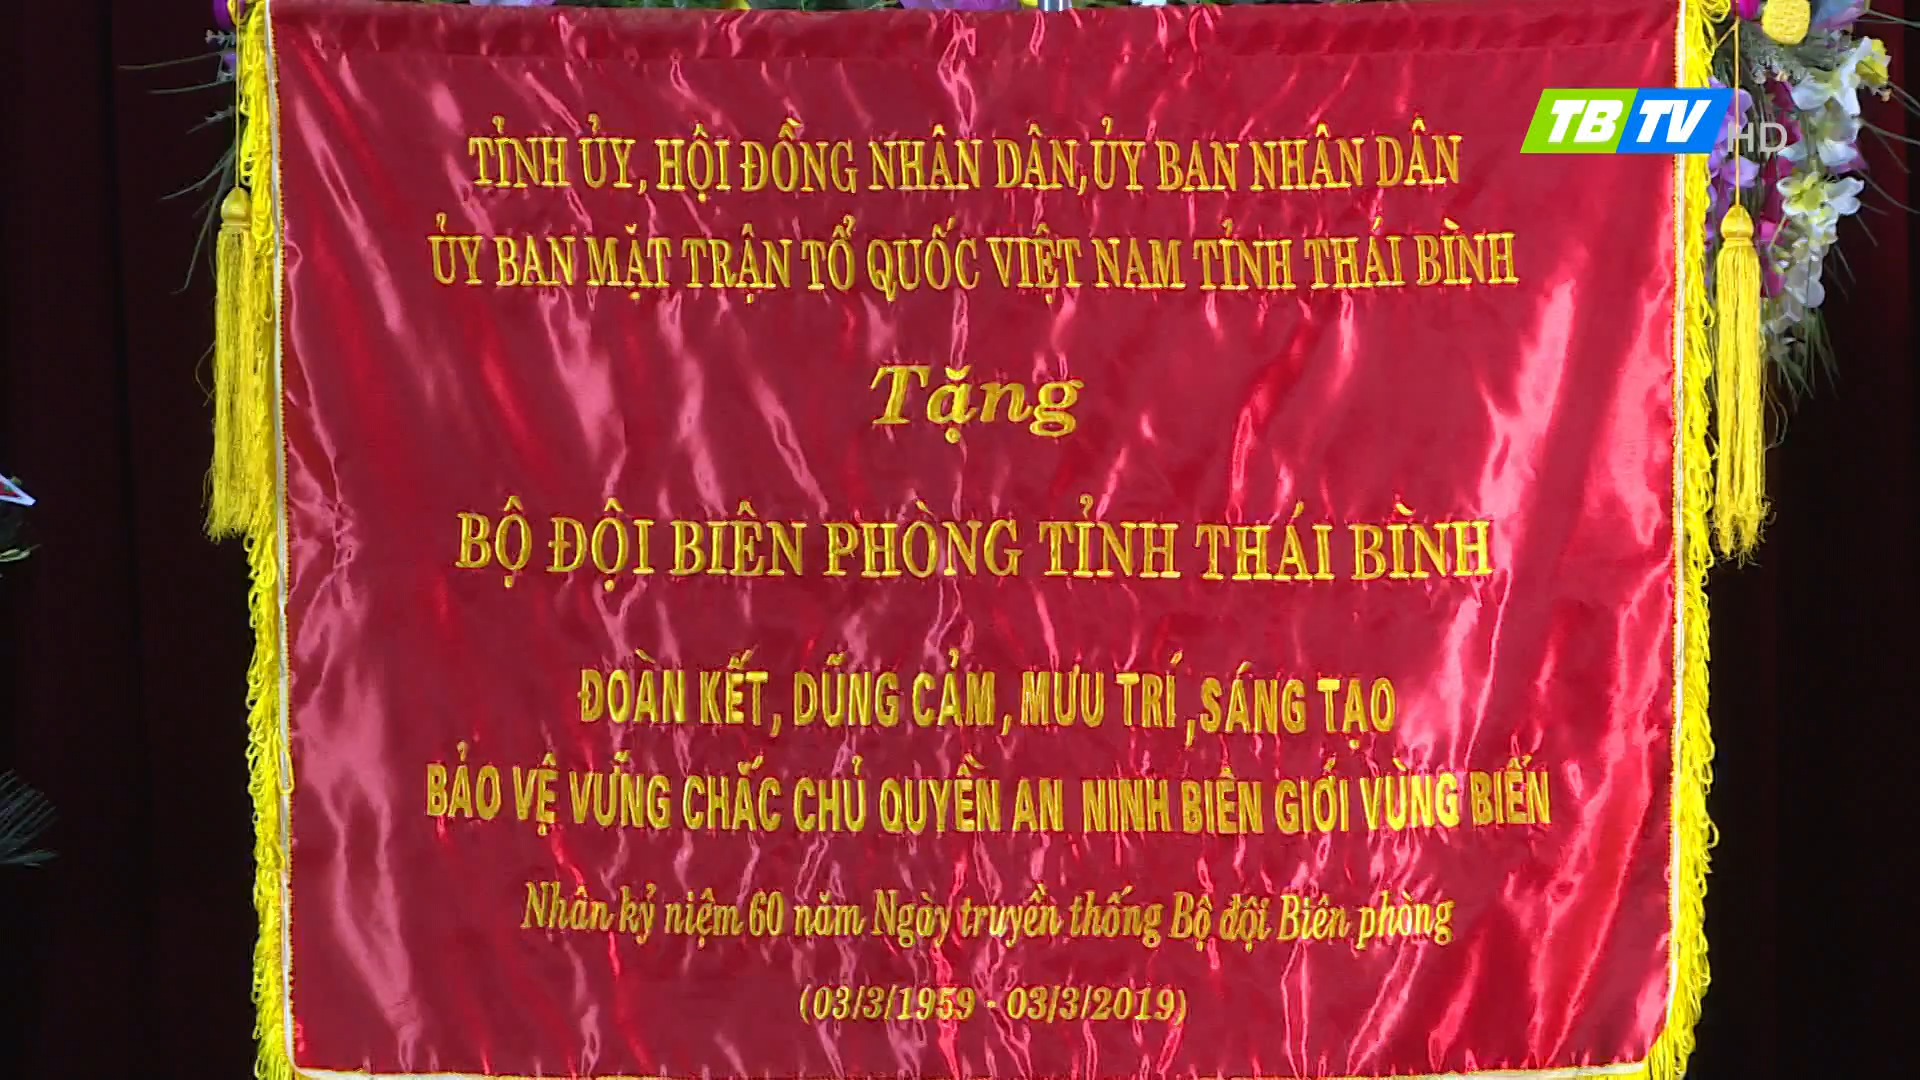 TBTV HD
TỈNH ỦY, HỘI ĐỒNG NHÂN DÂN, ỦY BAN NHÂN DÂN
ỦY BAN MẶT TRẬN TỔ QUỐC VIỆT NAM TỈNH THÁI BÌNH
Tặng
BỘ ĐỘI BIÊN PHÒNG TỈNH THÁI BÌNH
ĐOÀN KẾT, DŨNG CẢM, MƯU TRÍ, SÁNG TẠO
BẢO VỆ VỮNG CHẮC CHỦ QUYỀN AN NINH BIÊN GIỚI VÙNG BIỂN
Nhân kỷ niệm 60 năm Ngày truyền thống Bộ đội Biên phòng
(03/3/1959 - 03/3/2019)